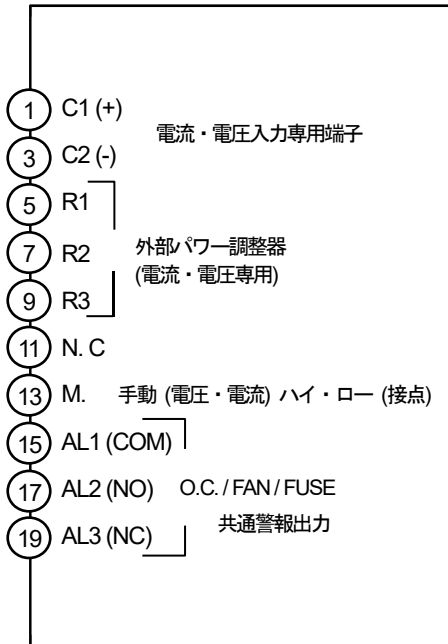 1 C1 (+)
電流・電圧入力専用端子
3 C2 (-)
5 R1
7 R2 外部パワー調整器
(電流・電圧専用)
9 R3
11 N. C
13 M. 手動 (電圧・電流) ハイ・ロー (接点)
15 AL1 (COM)
17 AL2 (NO) O.C. / FAN / FUSE
共通警報出力
19 AL3 (NC)